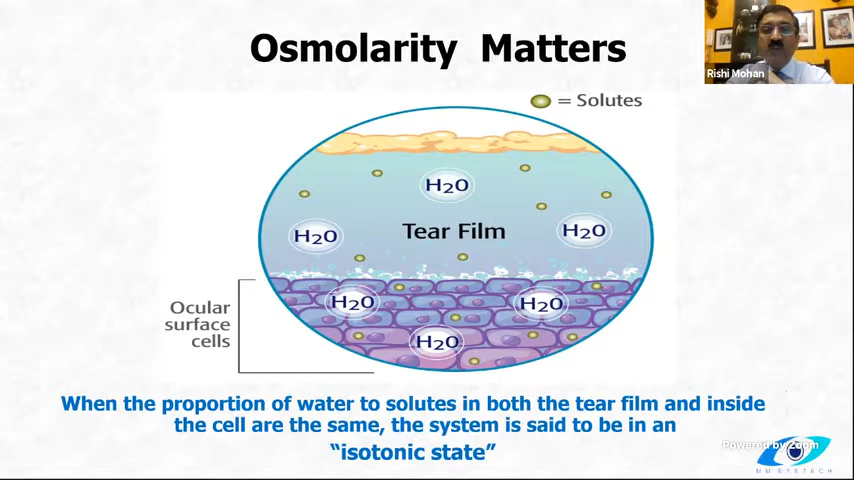 Osmolarity Matters
Rishi Mohan
= Solutes
H2O
Tear Film
H2O
H2O
Ocular
surface
cells
H2O
H2O
H2O
When the proportion of water to solutes in both the tear film and inside
the cell are the same, the system is said to be in an
“isotonic state”
Powered by Zoom
MM EYETECH